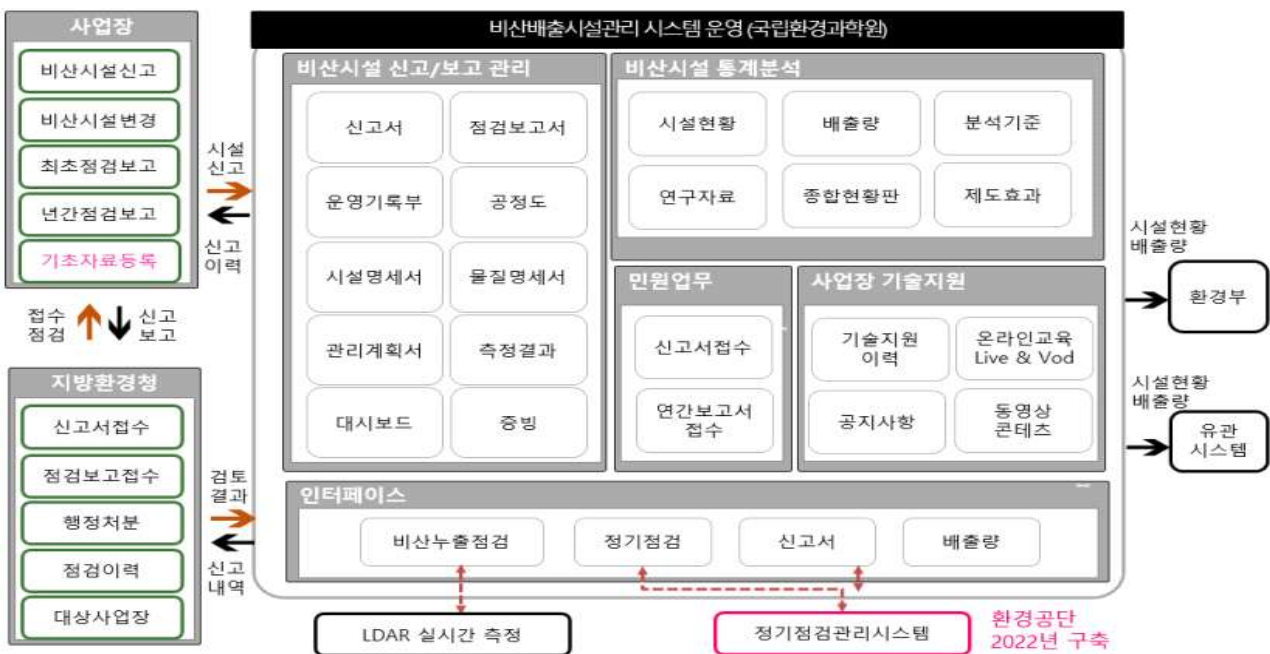 사업장
비산시설신고
비산시설변경
최초점검보고
년간점검보고
기초자료등록
접수
점검
신고
보고
지방환경청
신고서접수
점검보고접수
행정처분
점검이력
대상사업장
시설
신고
신고
이력
검토
결과
신고
내역
비산배출시설관리 시스템 운영 (국립환경과학원)
비산시설 신고/보고 관리
신고서
점검보고서
운영기록부
공정도
시설명세서
물질명세서
관리계획서
측정결과
대시보드
증빙
비산시설 통계분석
시설현황
배출량
분석기준
연구자료
종합현황판
제도효과
민원업무
신고서접수
연간보고서
접수
사업장 기술지원
기술지원
이력
온라인교육
Live & Vod
공지사항
동영상
콘테츠
인터페이스
비산누출점검
정기점검
신고서
배출량
LDAR 실시간 측정
정기점검관리시스템
환경공단
2022년 구축
시설현황
배출량
환경부
시설현황
배출량
유관
시스템